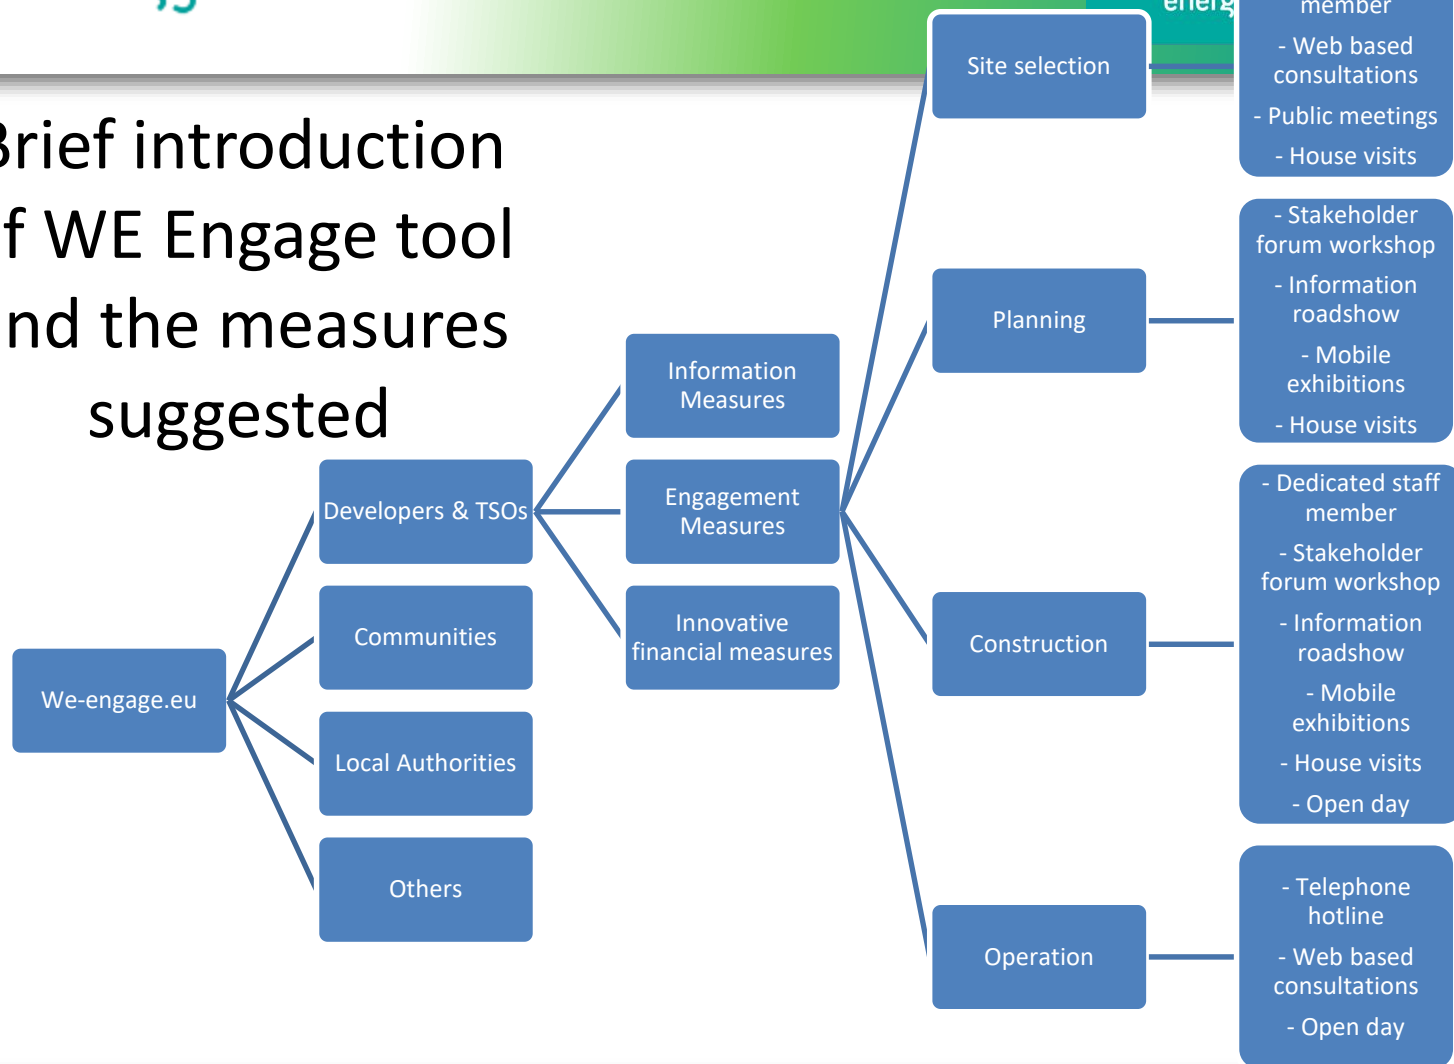 energ
member
- Web based
consultations
- Public meetings
- House visits
Site selection
Brief introduction
f WE Engage tool
nd the measures
suggested
- Stakeholder
forum workshop
- Information
roadshow
- Mobile
exhibitions
- House visits
Planning
Information
Measures
Developers & TSOs
Engagement
Measures
- Dedicated staff
member
- Stakeholder
forum workshop
- Information
roadshow
- Mobile
exhibitions
- House visits
- Open day
Communities
Innovative
financial measures
Construction
We-engage.eu
Local Authorities
Others
- Telephone
hotline
- Web based
consultations
- Open day
Operation